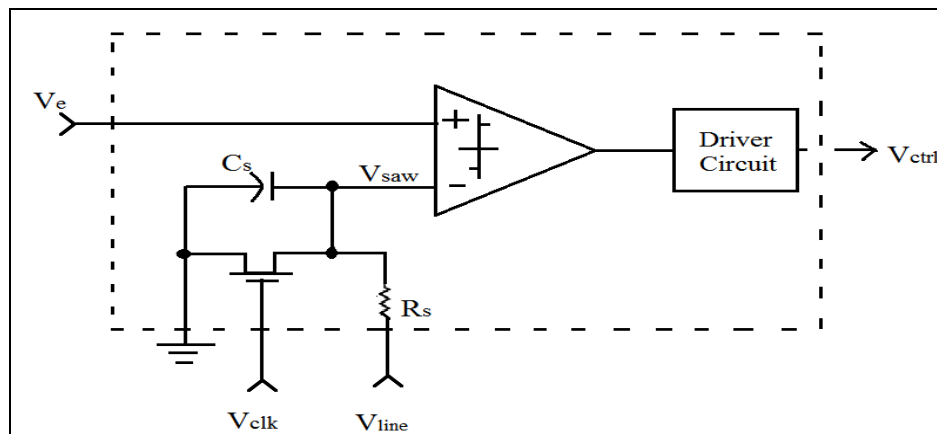 Ve
Cs
Vsaw
+
-
Driver
Circuit
Vctrl
Rs
Vclk
Vline